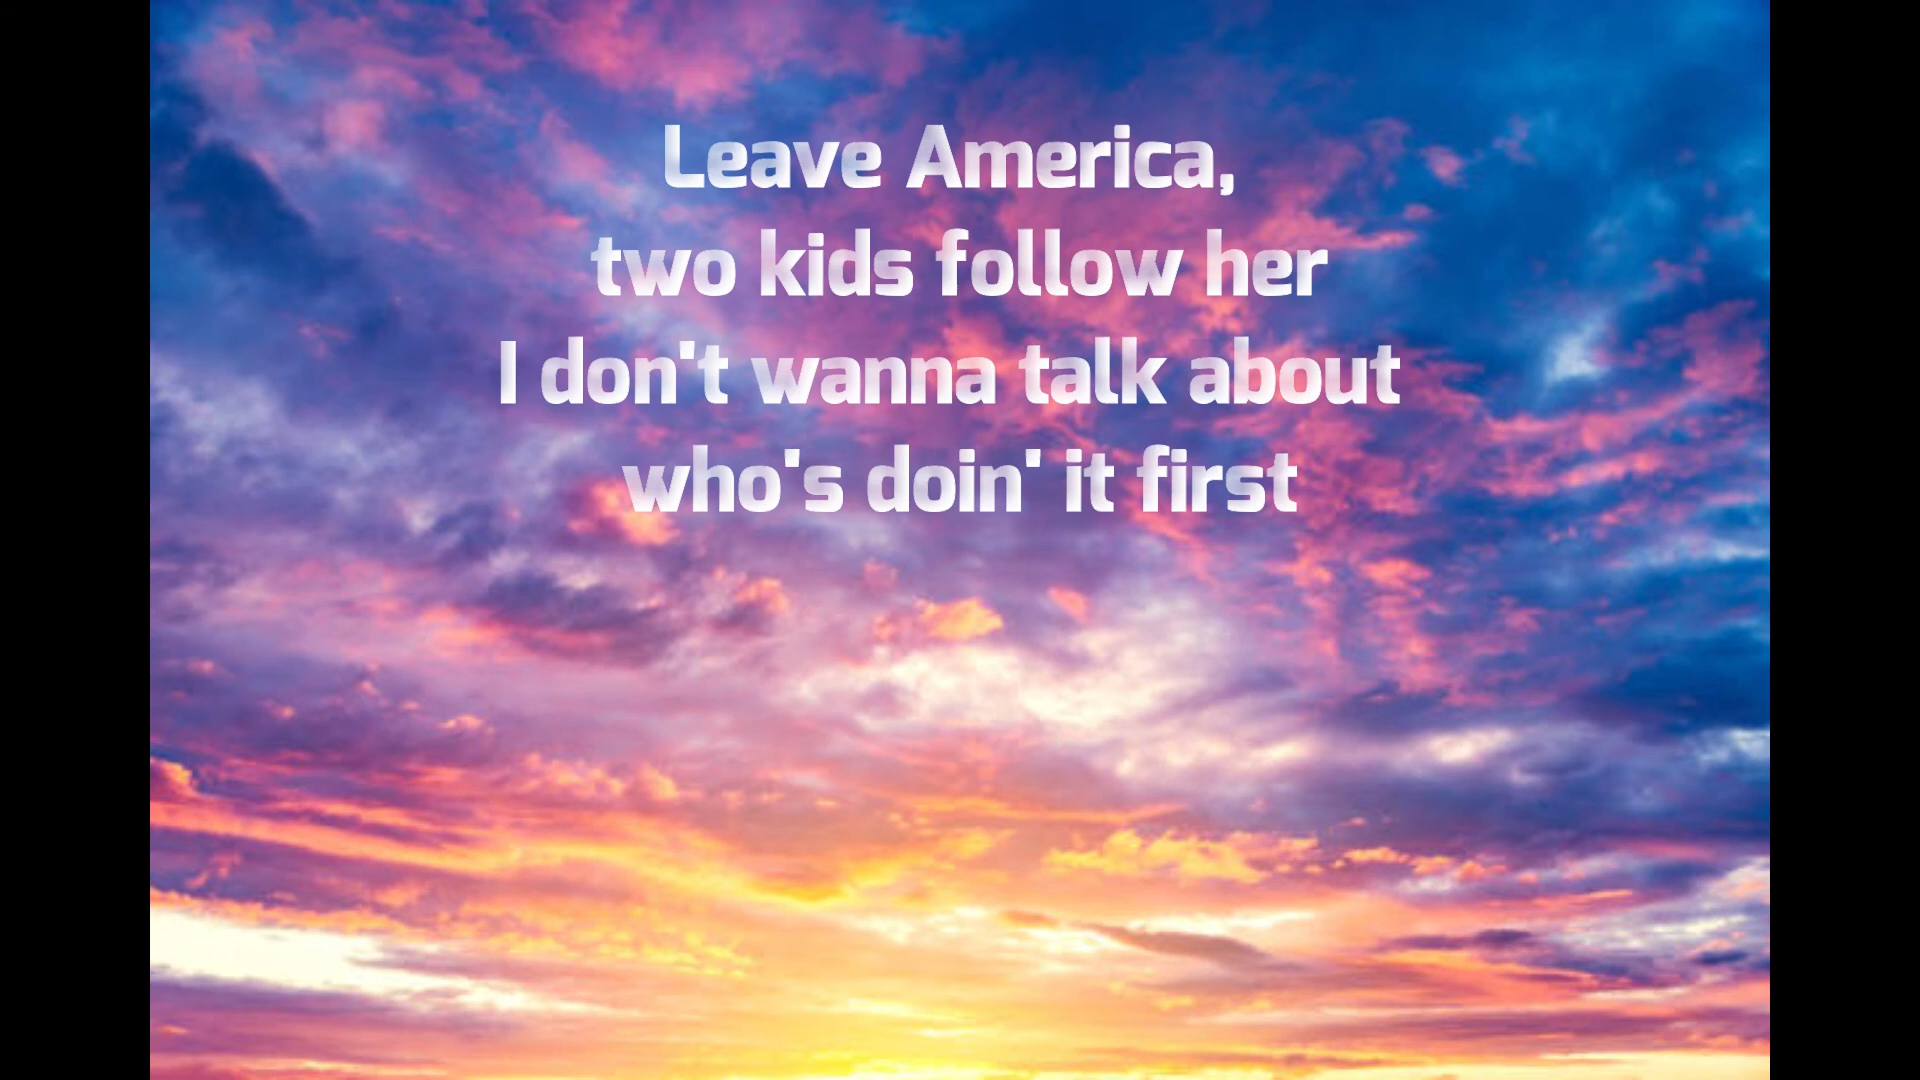 Leave America,
two kids follow her
I don't wanna talk about
who's doin' it first